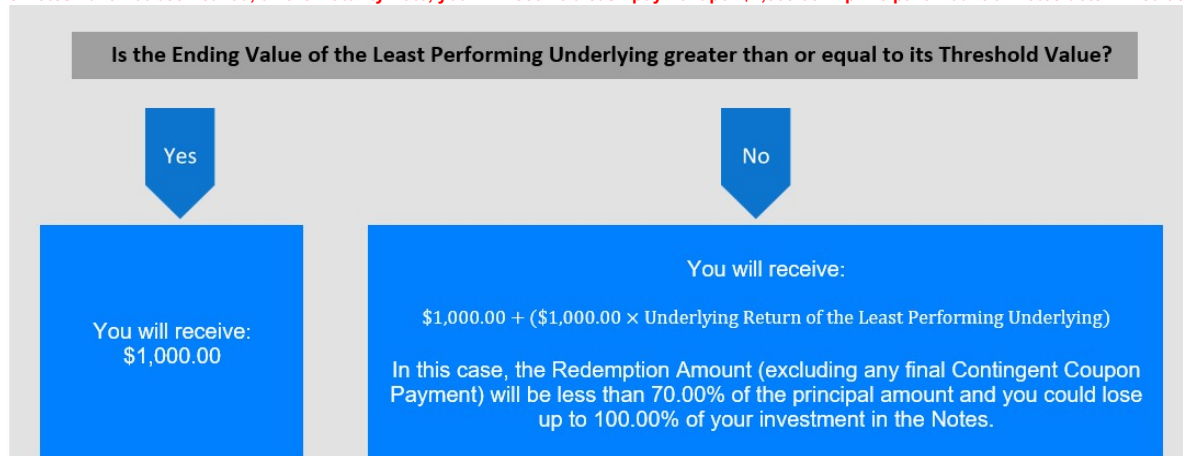 Is the Ending Value of the Least Performing Underlying greater than or equal to its Threshold Value?
Yes
No
You will receive:
$1,000.00
You will receive:
$1,000.00 + ($1,000.00 × Underlying Return of the Least Performing Underlying)
In this case, the Redemption Amount (excluding any final Contingent Coupon
Payment) will be less than 70.00% of the principal amount and you could lose
up to 100.00% of your investment in the Notes.